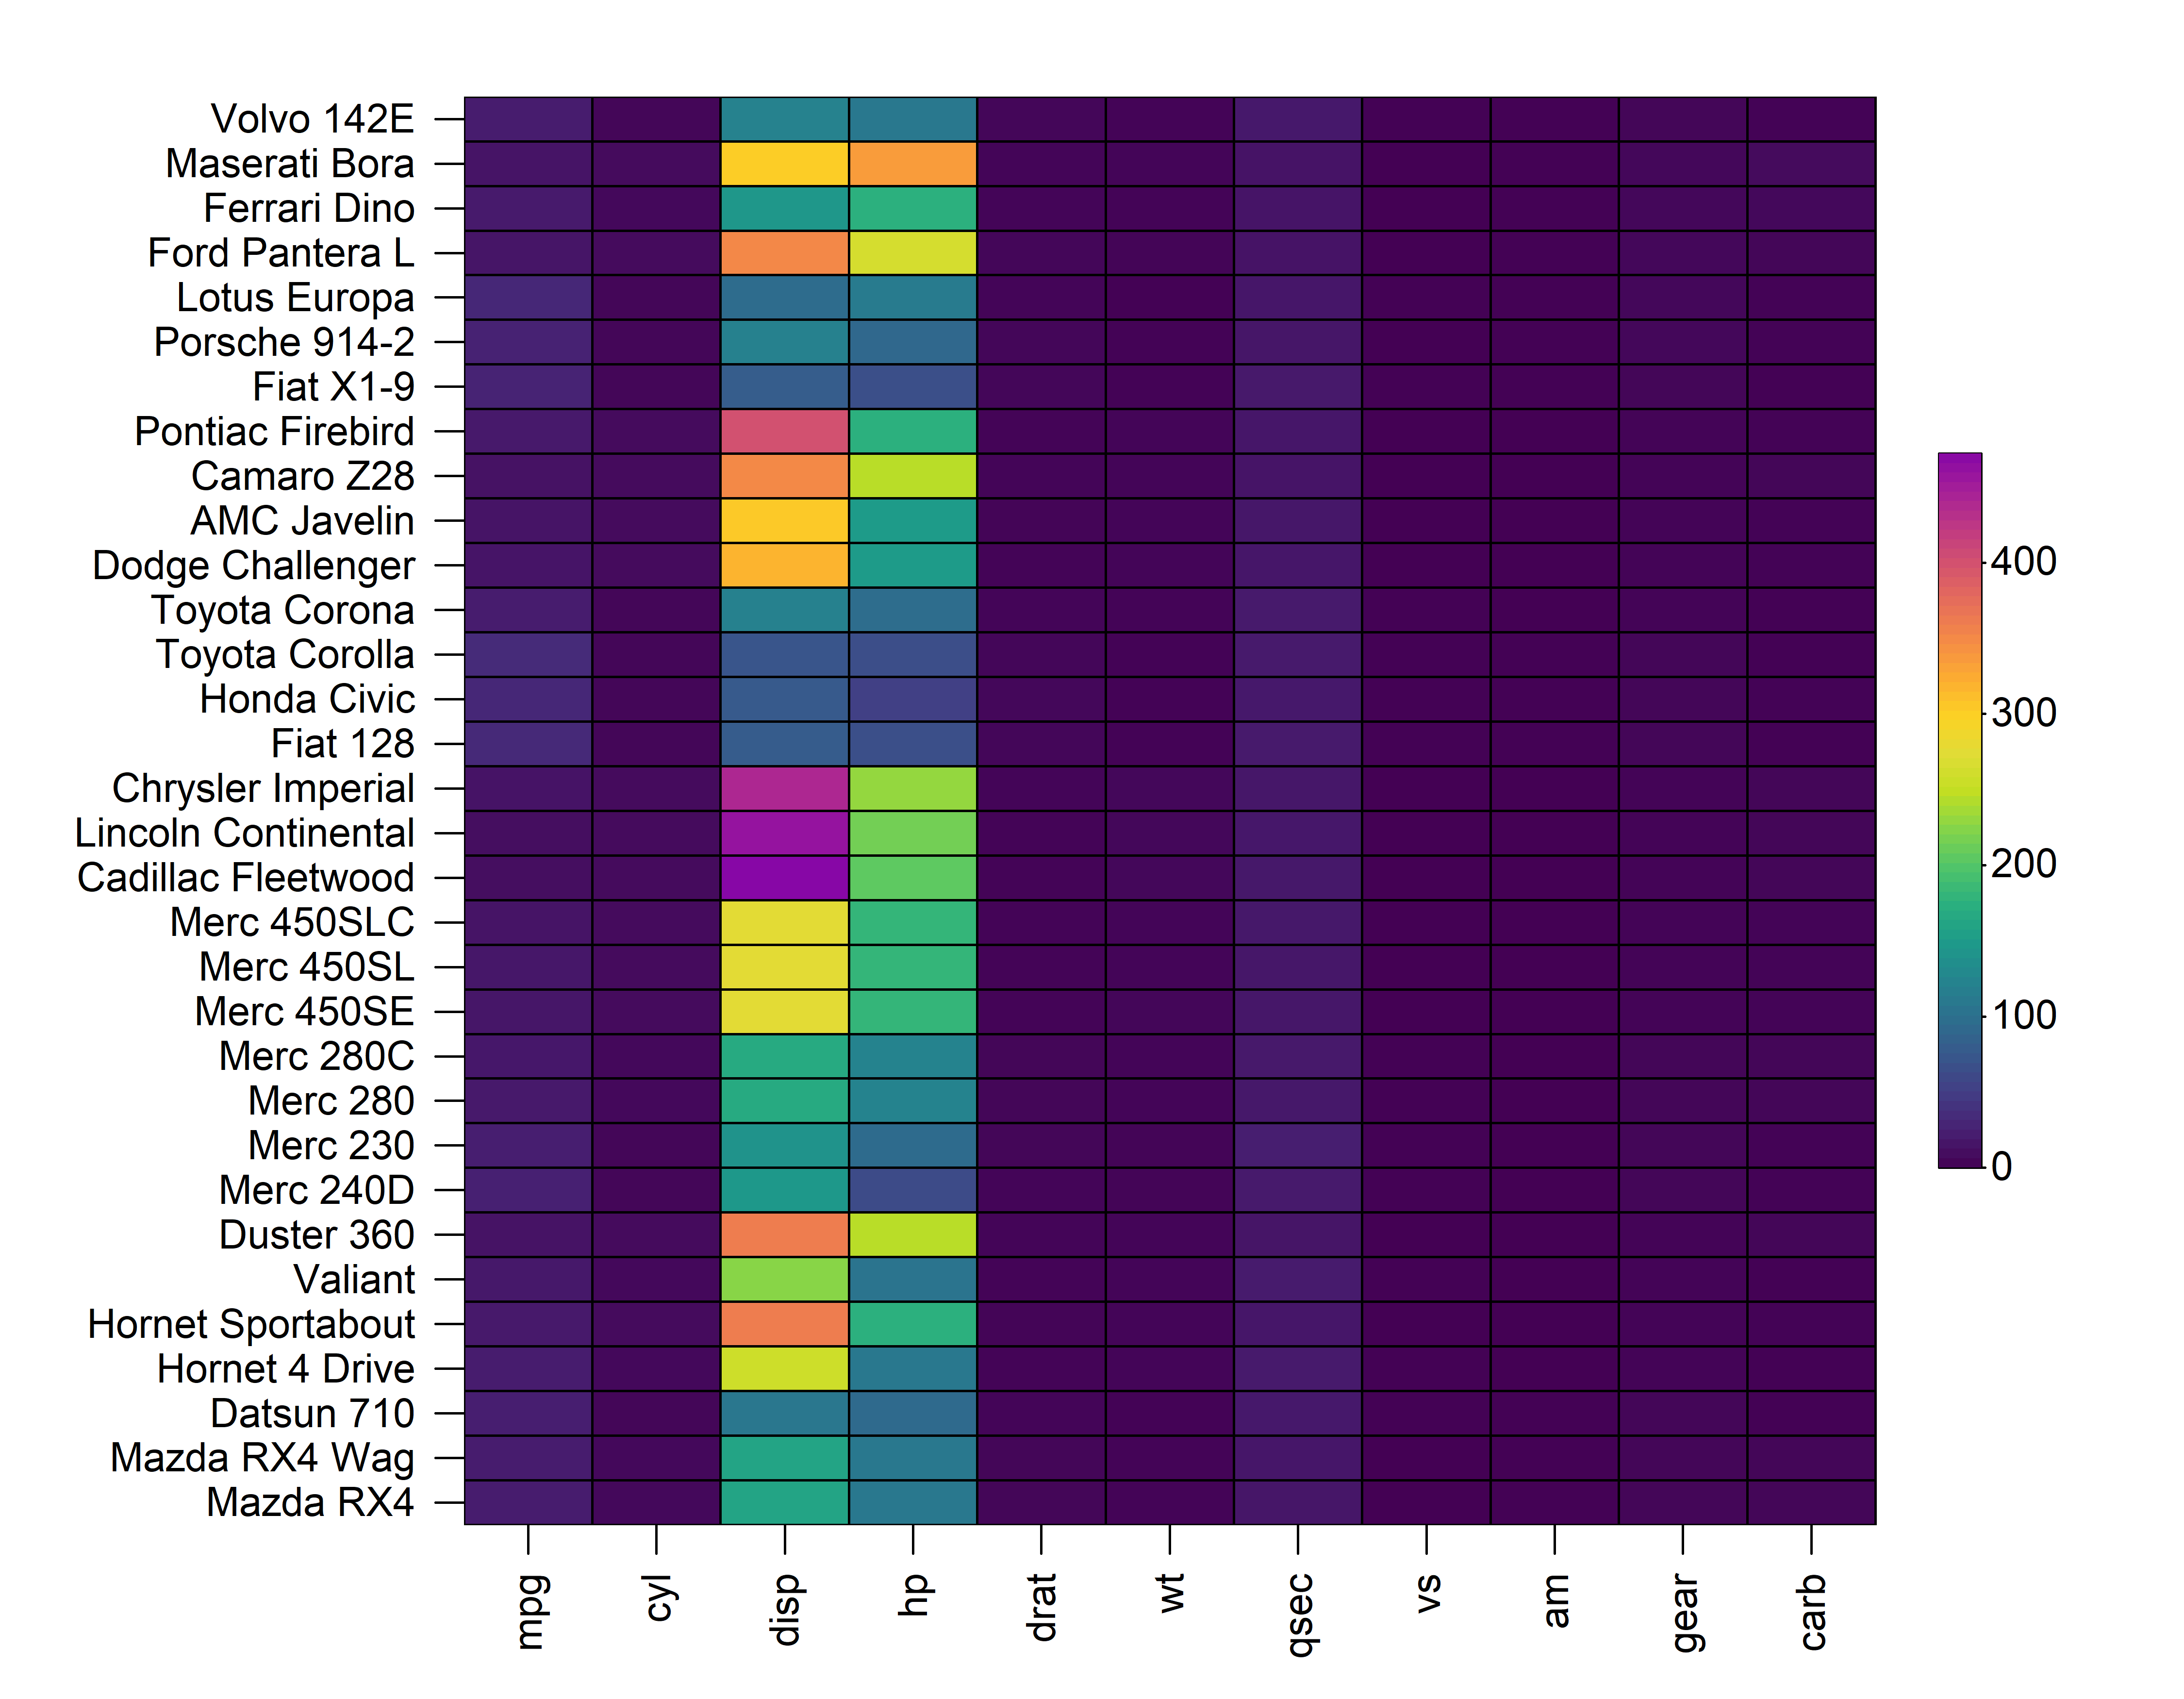 Volvo 142E
Maserati Bora
Ferrari Dino
Ford Pantera L
Lotus Europa
Porsche 914-2
Fiat X1-9
Pontiac Firebird
Camaro Z28
AMC Javelin
Dodge Challenger
Toyota Corona
Toyota Corolla
Honda Civic
Fiat 128
Chrysler Imperial
Lincoln Continental
Cadillac Fleetwood
Merc 450SLC
Merc 450SL
Merc 450SE
Merc 280C
Merc 280
Merc 230
Merc 240D
Duster 360
Valiant
Hornet Sportabout
Hornet 4 Drive
Datsun 710
Mazda RX4 Wag
Mazda RX4
mpg
cyl
disp
hp
drat
wt
qsec
vs
am
gear
carb
400
300
200
100
0